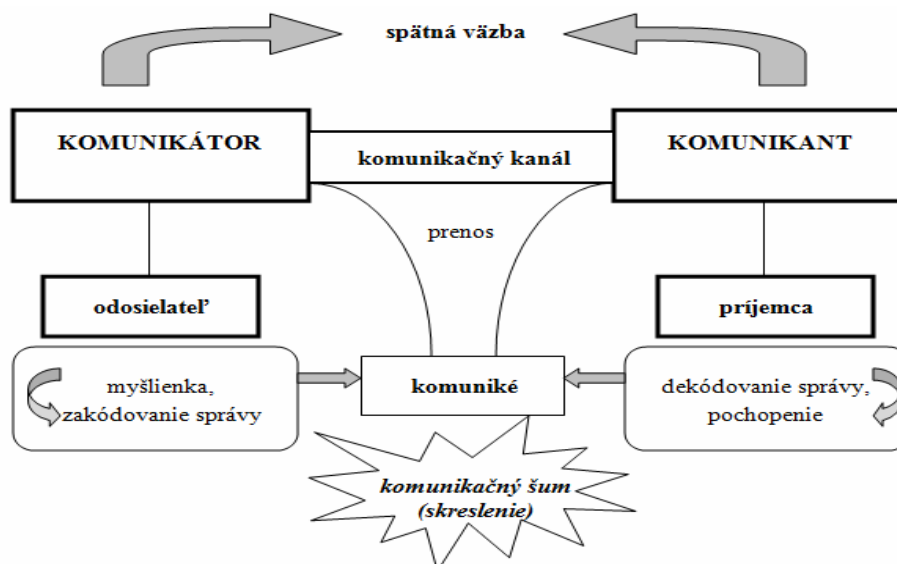 spätná väzba
KOMUNIKÁTOR
komunikačný kanál
KOMUNIKANT
prenos
odosielateľ
príjemca
myšlienka,
zakódovanie správy
komuniké
dekódovanie správy,
pochopenie
komunikačný šum
(skreslenie)